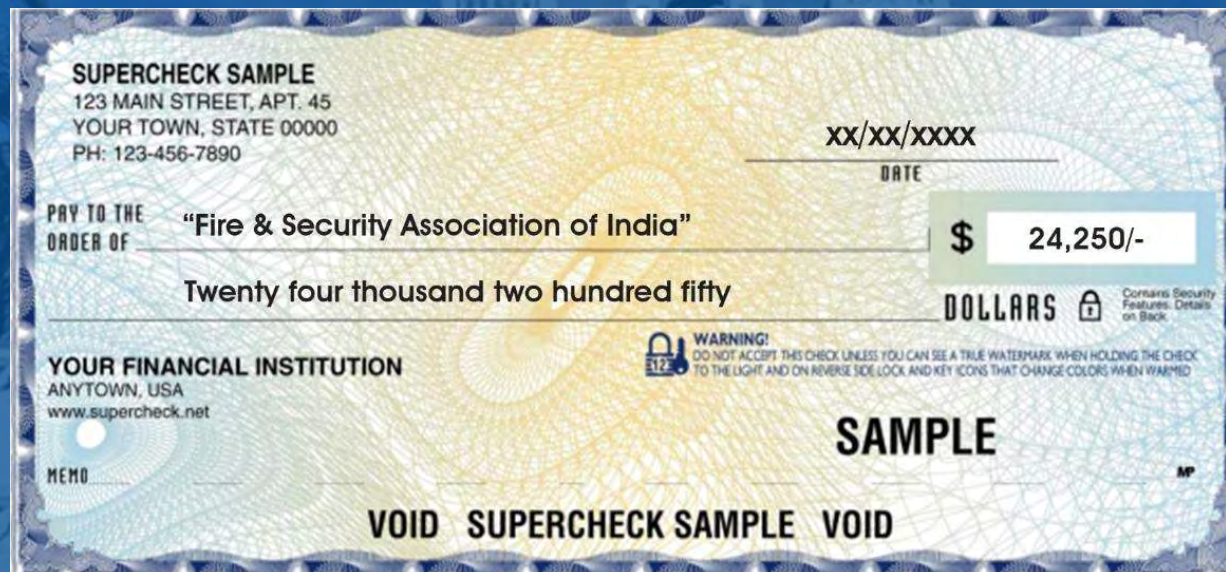 SUPERCHECK SAMPLE
123 MAIN STREET, APT. 45
YOUR TOWN, STATE 00000
PH: 123-456-7890
xx/xx/xxxx
DATE
PAY TO THE
ORDER OF
“Fire & Security Association of India”
$ 24,250/-
Twenty four thousand two hundred fifty
DOLLARS
Contains Security
Features. Details
on Back.
WARNING!
DO NOT ACCEPT THIS CHECK UNLESS YOU CAN SEE A TRUE WATERMARK WHEN HOLDING THE CHECK
TO THE LIGHT AND ON REVERSE SIDE LOCK AND KEY ICONS THAT CHANGE COLORS WHEN WARMED
123
YOUR FINANCIAL INSTITUTION
ANYTOWN, USA
www.supercheck.net
SAMPLE
MEMO
MP
VOID SUPERCHECK SAMPLE VOID